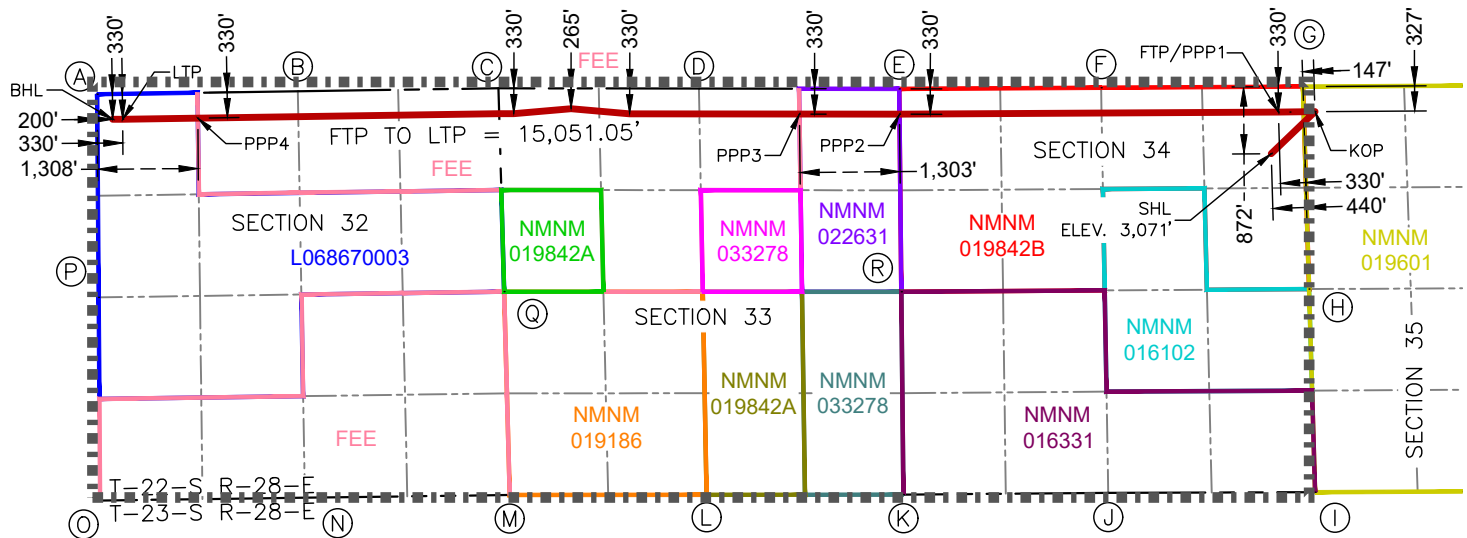 330'
330'
330'
265'
330'
330'
330'
330'
327'
A
LTP
B
C
FEE
D
E
F
FTP/PPP1
G
147'
BHL
200'
330'
1,308'
PPP4
FTP TO LTP = 15,051.05'
FEE
PPP3
PPP2
1,303'
SECTION 34
KOP
330'
440'
872'
SHL
ELEV. 3,071'
SECTION 32
L068670003
NMNM
019842A
NMNM
033278
NMNM
022631
NMNM
019842B
NMNM
019601
P
R
Q
SECTION 33
H
NMNM
016102
SECTION 35
FEE
NMNM
019186
NMNM
019842A
NMNM
033278
NMNM
016331
T-22-S R-28-E
T-23-S R-28-E
O
N
M
L
K
J
I